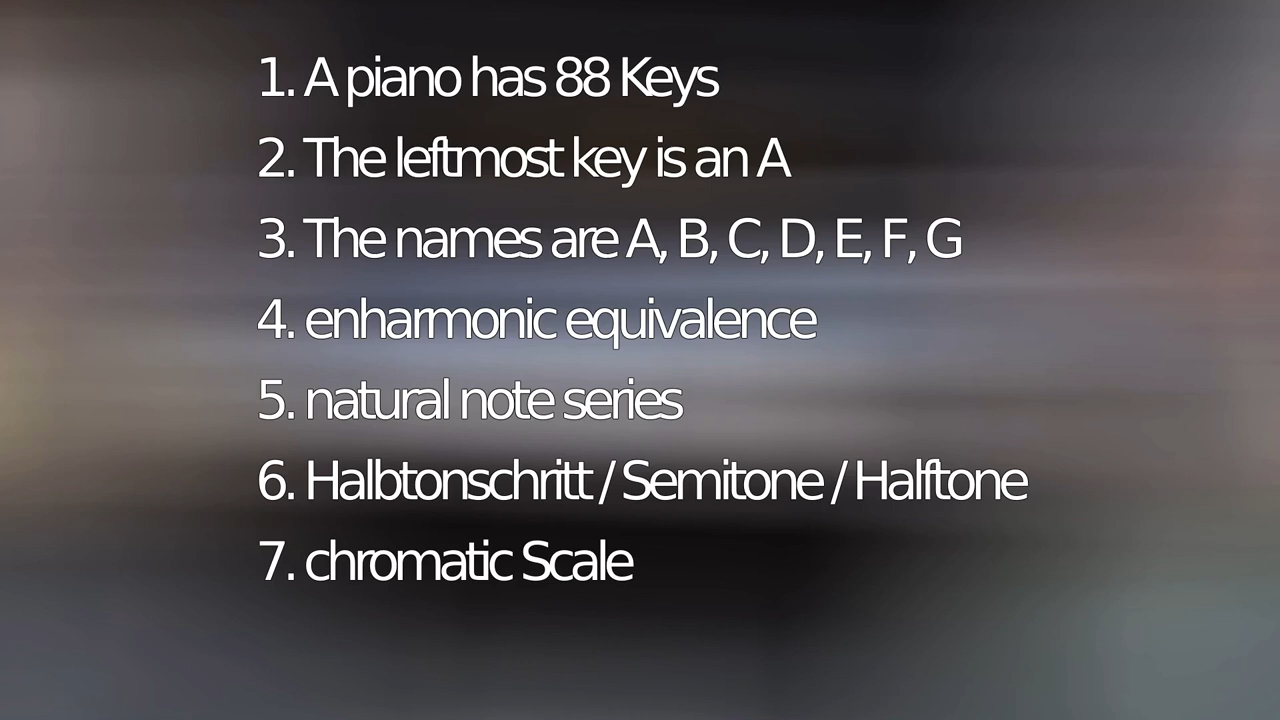 1. A piano has 88 Keys
2. The leftmost key is an A
3. The names are A, B, C, D, E, F, G
4. enharmonic equivalence
5. natural note series
6. Halbtonschritt / Semitone / Halftone
7. chromatic Scale